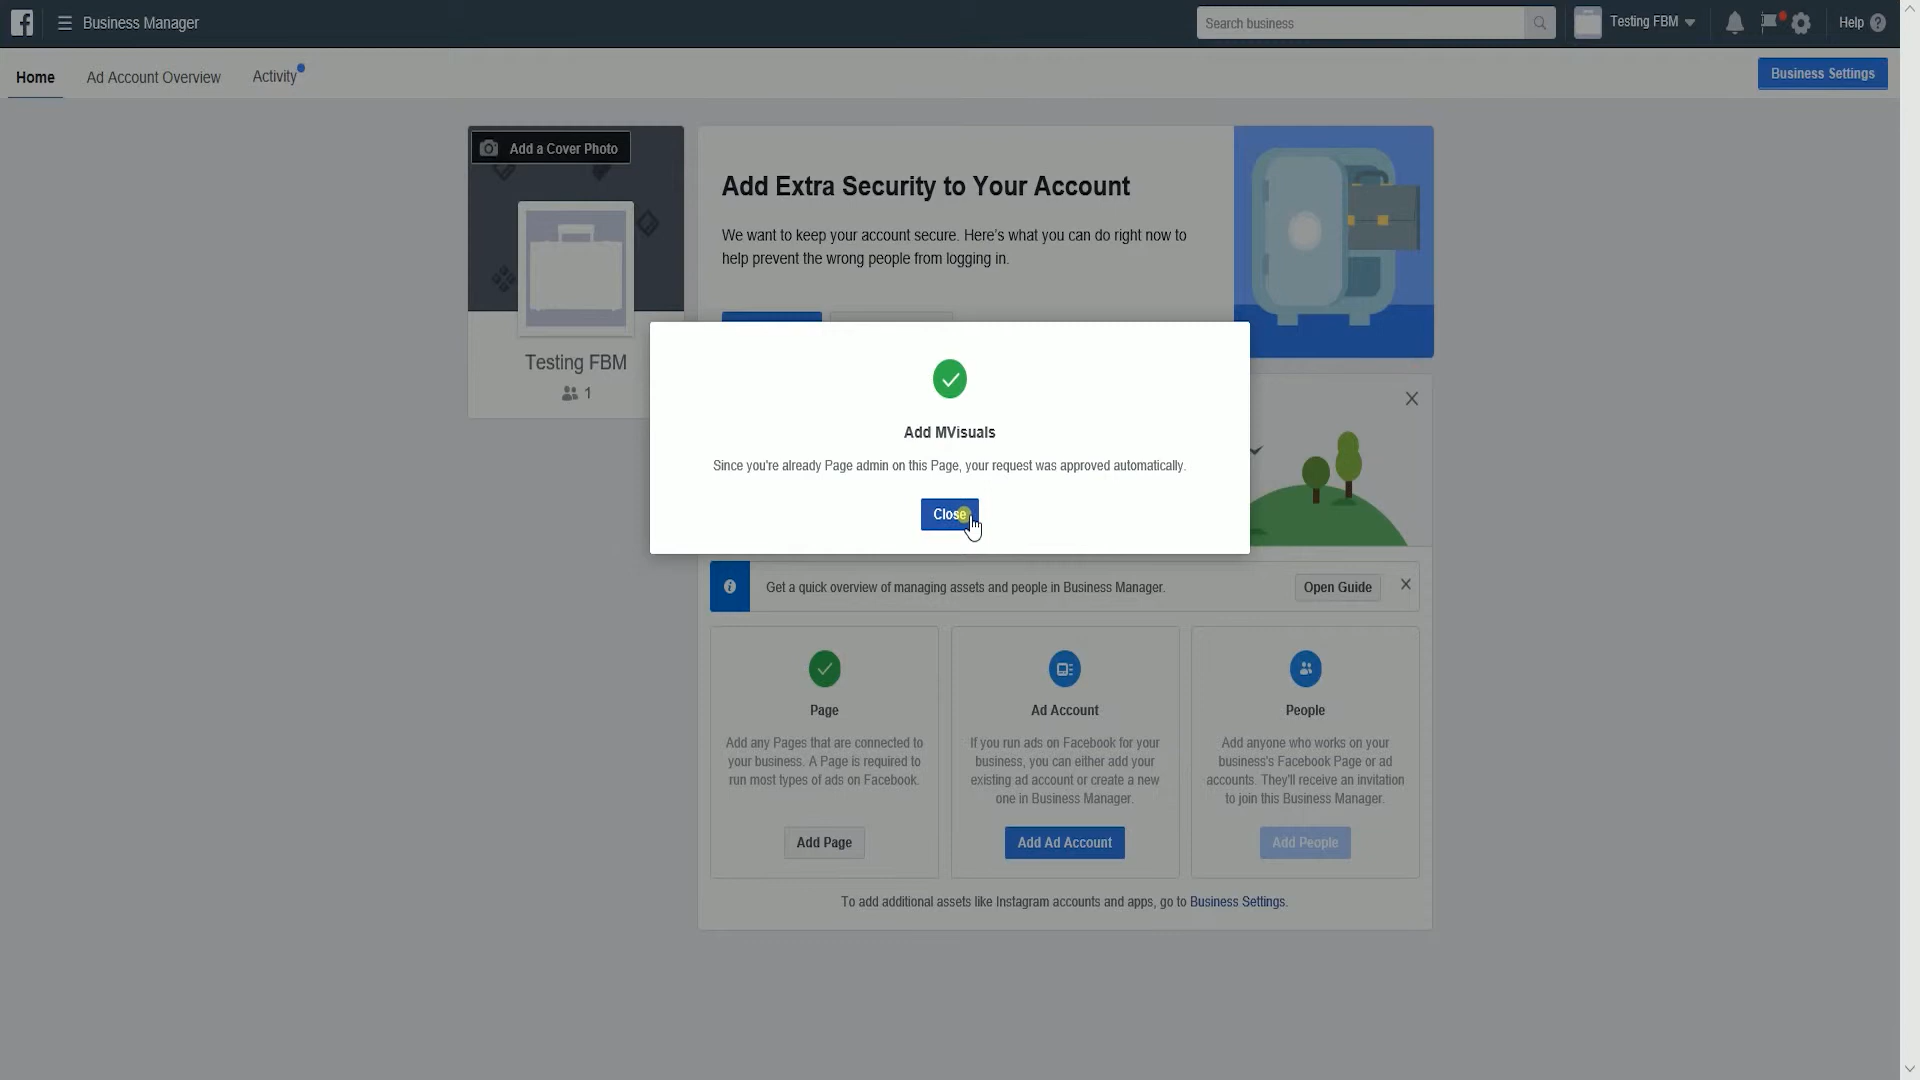 Business Manager
Search business
Testing FBM
Help
Home
Ad Account Overview
Activity
Business Settings
Add a Cover Photo
Testing FBM
1
Add Extra Security to Your Account
We want to keep your account secure. Here's what you can do right now to
help prevent the wrong people from logging in.
Add MVisuals
Since you're already Page admin on this Page, your request was approved automatically.
Close
Get a quick overview of managing assets and people in Business Manager.
Open Guide
Page
Add any Pages that are connected to
your business. A Page is required to
run most types of ads on Facebook.
Add Page
Ad Account
If you run ads on Facebook for your
business, you can either add your
existing ad account or create a new
one in Business Manager.
Add Ad Account
People
Add anyone who works on your
business's Facebook Page or ad
accounts. They'll receive an invitation
to join this Business Manager.
Add People
To add additional assets like Instagram accounts and apps, go to Business Settings.